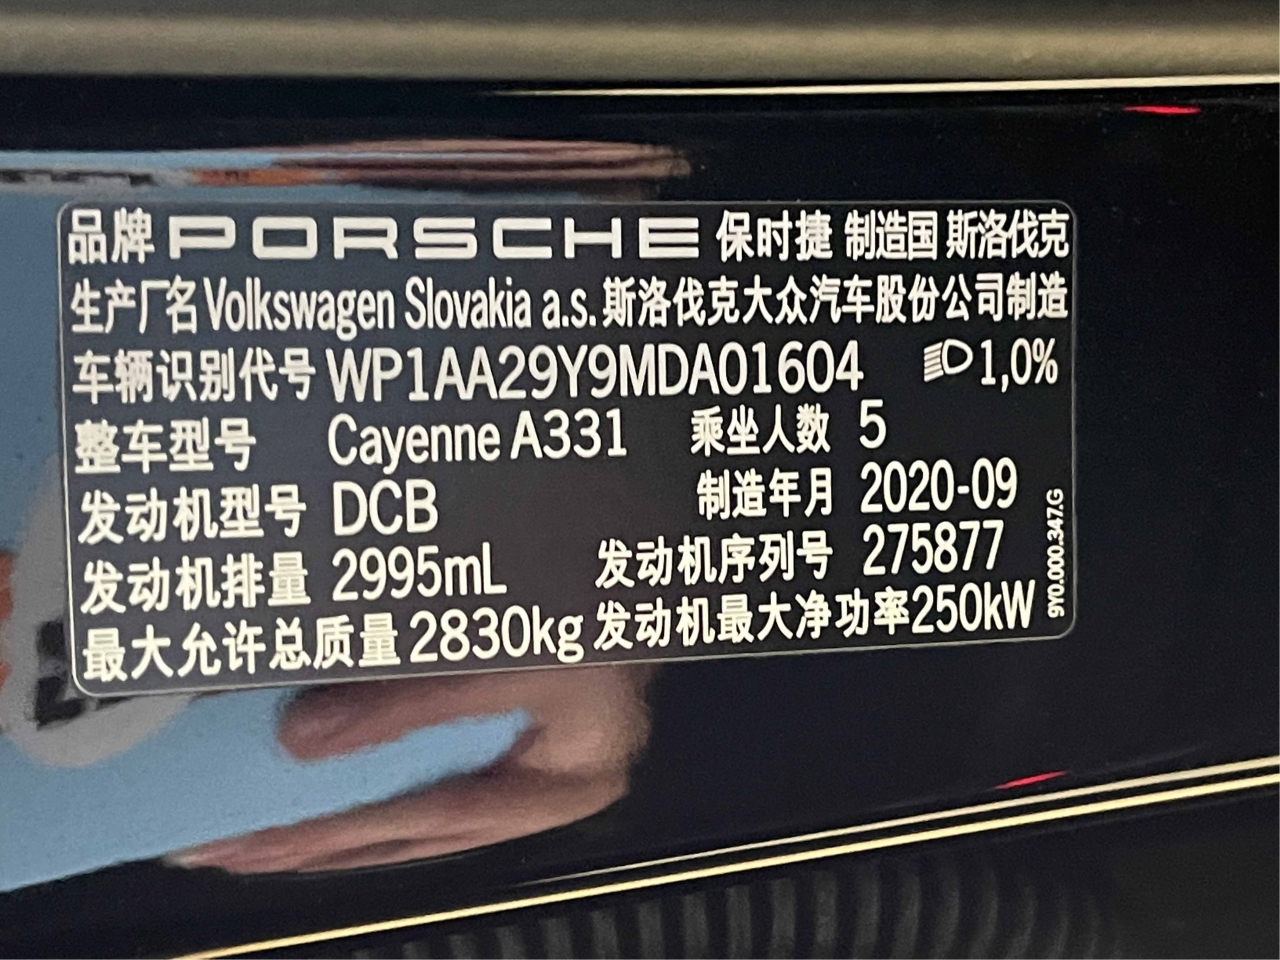 品牌 PORSCHE 保时捷 制造国 斯洛伐克
生产厂名 Volkswagen Slovakia a.s. 斯洛伐克大众汽车股份公司制造
车辆识别代号 WP1AA29Y9MDA01604 1,0%
整车型号 Cayenne A331 乘坐人数 5
发动机型号 DCB 制造年月 2020-09
发动机排量 2995mL 发动机序列号 275877
最大允许总质量 2830kg 发动机最大净功率 250kW
9Y0.000.347.G